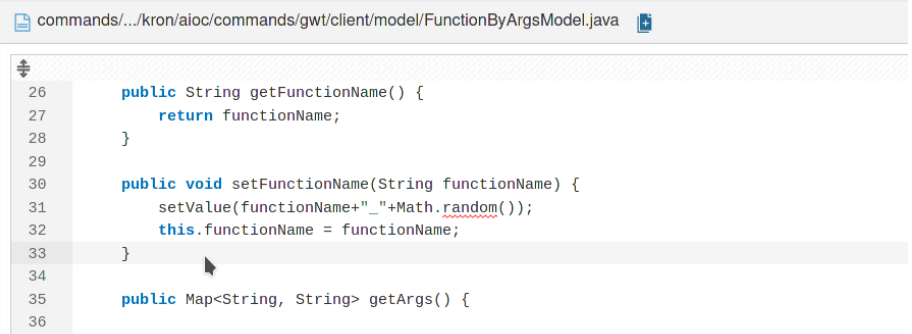 commands/.../kron/aioc/commands/gwt/client/model/FunctionByArgsModel.java
26 public String getFunctionName() {
27 return functionName;
28 }
29
30 public void setFunctionName(String functionName) {
31 setValue(functionName+"_"+Math.random());
32 this.functionName = functionName;
33 }
34
35 public Map<String, String> getArgs() {
36